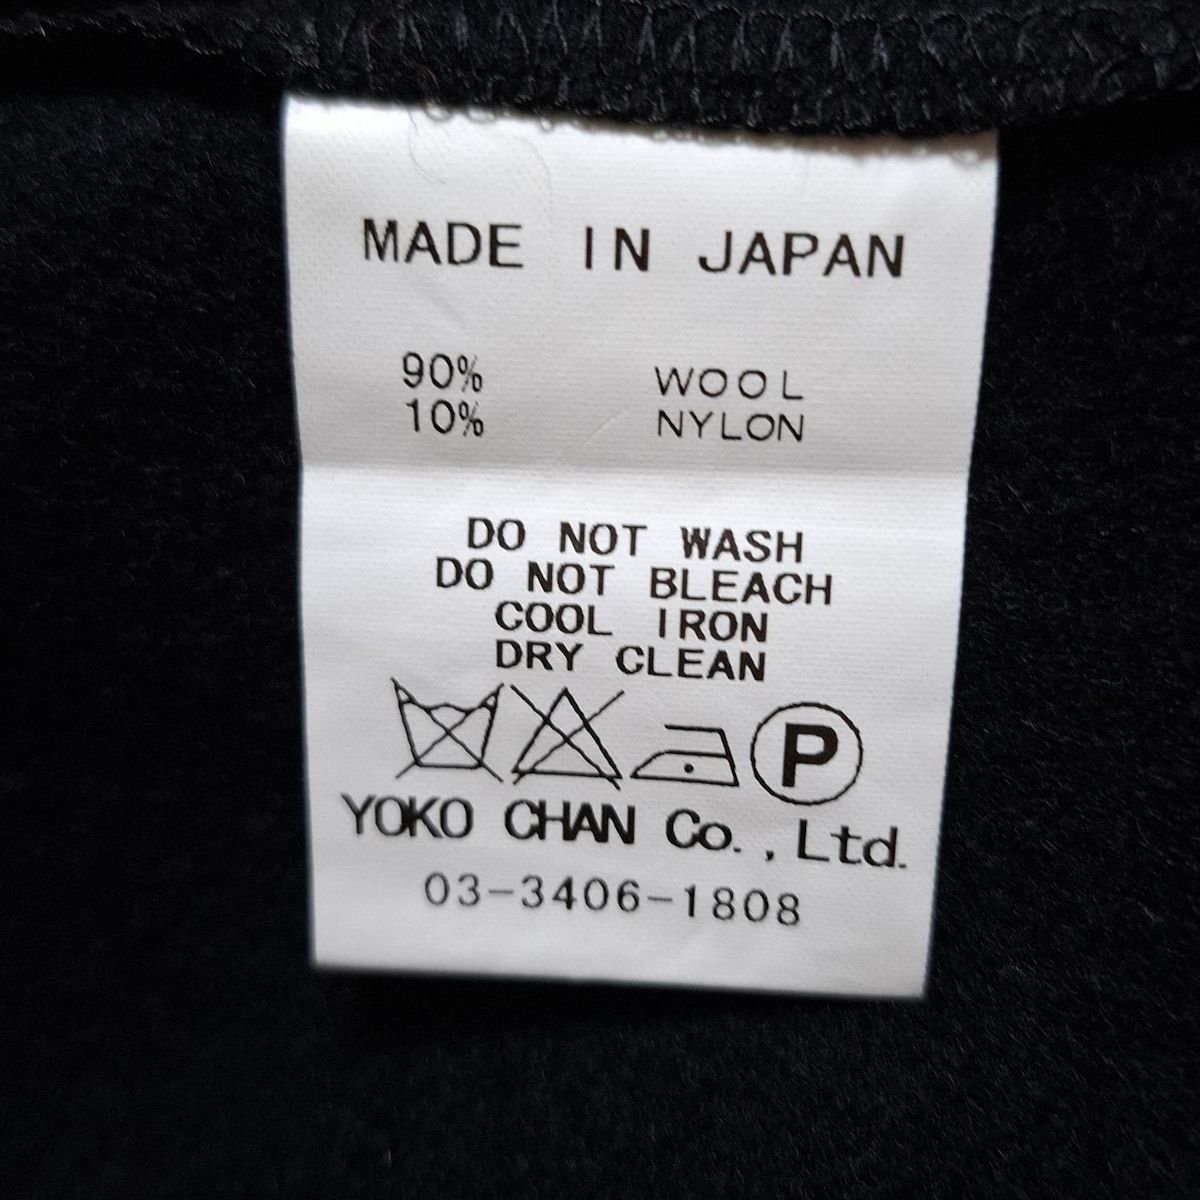 MADE IN JAPAN
90% WOOL
10% NYLON
DO NOT WASH
DO NOT BLEACH
COOL IRON
DRY CLEAN
P
YOKO CHAN Co., Ltd.
03-3406-1808